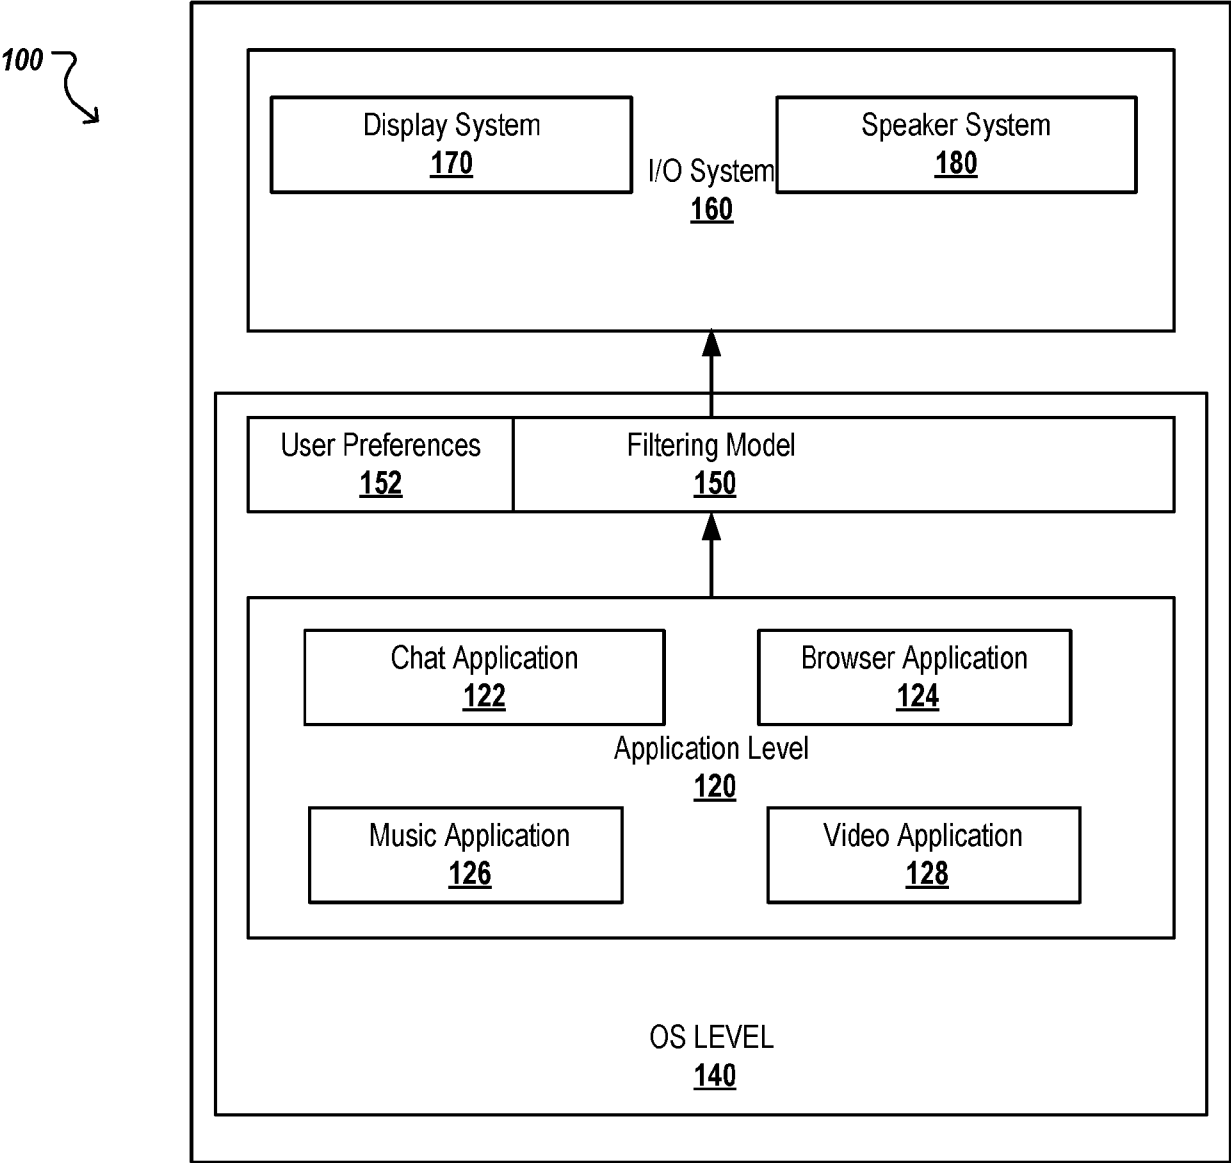 100
Display System
170
Speaker System
180
I/O System
160
User Preferences
152
Filtering Model
150
Chat Application
122
Browser Application
124
Application Level
120
Music Application
126
Video Application
128
OS LEVEL
140